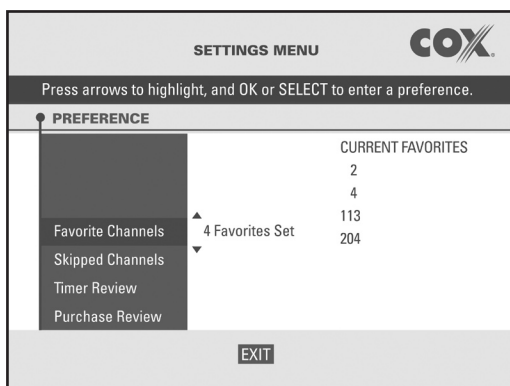 SETTINGS MENU
COX.
Press arrows to highlight, and OK or SELECT to enter a preference.
PREFERENCE
CURRENT FAVORITES
2
4
113
204
Favorite Channels
4 Favorites Set
Skipped Channels
Timer Review
Purchase Review
EXIT